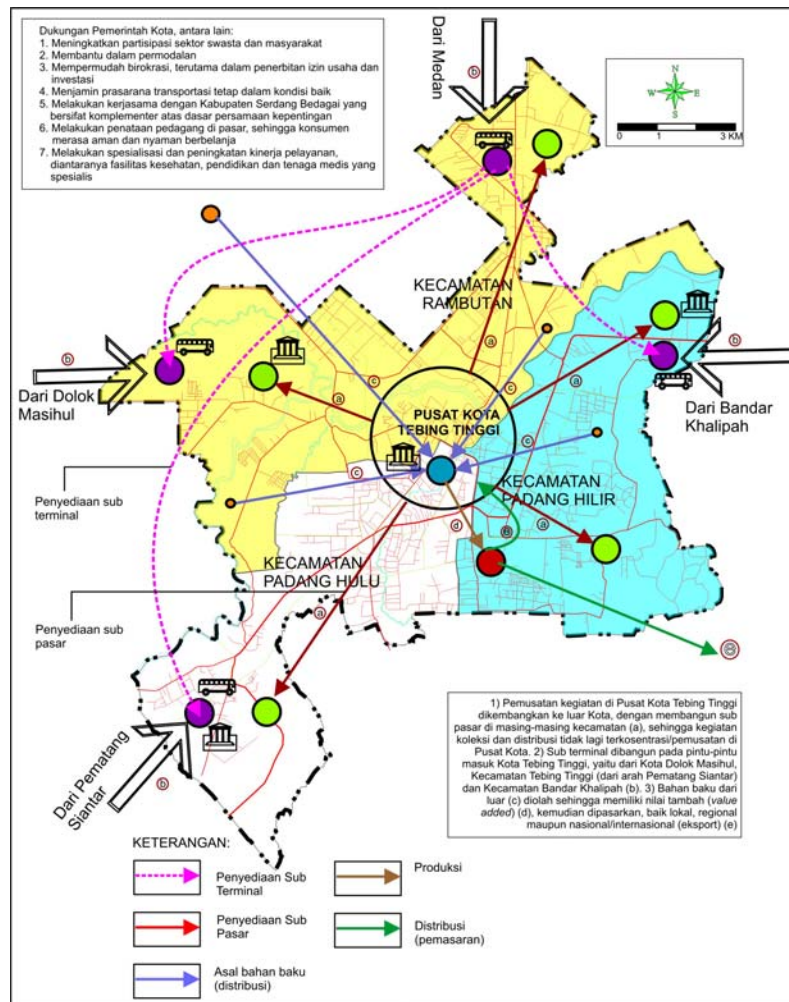 Dukungan Pemerintah Kota, antara lain:
1. Meningkatkan partisipasi sektor swasta dan masyarakat
2. Membantu dalam permodalan
3. Mempermudah birokrasi, terutama dalam penerbitan izin usaha dan
investasi
4. Menjamin prasarana transportasi tetap dalam kondisi baik
5. Melakukan kerjasama dengan Kabupaten Serdang Bedagai yang
bersifat komplementer atas dasar persamaan kepentingan
6. Melakukan penataan pedagang di pasar, sehingga konsumen
merasa aman dan nyaman berbelanja
7. Melakukan spesialisasi dan peningkatan kinerja pelayanan,
diantaranya fasilitas kesehatan, pendidikan dan tenaga medis yang
spesialis
Dari Medan
b
N
W E
S
0 1 3 KM
KECAMATAN
RAMBUTAN
a
c
c
a
b
b
Dari Dolok
Masihul
a
Dari Bandar
Khalipah
PUSAT KOTA
TEBING TINGGI
c
c
Penyediaan sub
terminal
KECAMATAN
PADANG HILIR
d
a
KECAMATAN
PADANG HULU
a
Penyediaan sub
pasar
Dari Pematang
Siantar
b
1) Pemusatan kegiatan di Pusat Kota Tebing Tinggi
dikembangkan ke luar Kota, dengan membangun sub
pasar di masing-masing kecamatan (a), sehingga kegiatan
koleksi dan distribusi tidak lagi terkosentrasi/pemusatan di
Pusat Kota. 2) Sub terminal dibangun pada pintu-pintu
masuk Kota Tebing Tinggi, yaitu dari Kota Dolok Masihul,
Kecamatan Tebing Tinggi (dari arah Pematang Siantar)
dan Kecamatan Bandar Khalipah (b). 3) Bahan baku dari
luar (c) diolah sehingga memiliki nilai tambah (value
added) (d), kemudian dipasarkan, baik lokal, regional
maupun nasional/internasional (eksport) (e)
KETERANGAN:
Penyediaan Sub
Terminal
Produksi
Penyediaan Sub
Pasar
Distribusi
(pemasaran)
Asal bahan baku
(distribusi)